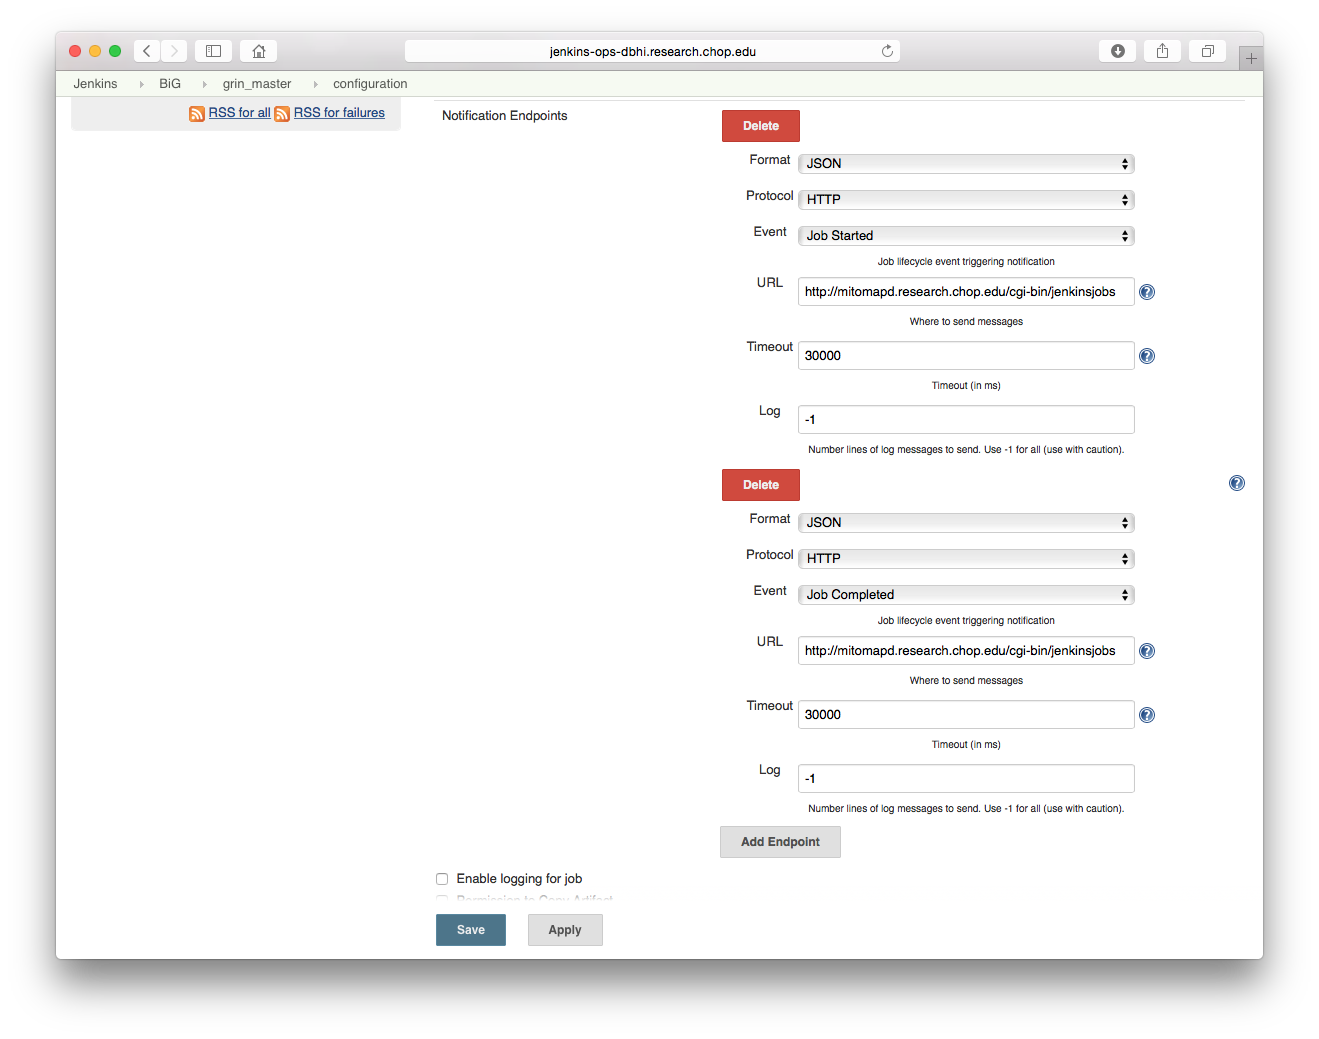 jenkins-ops-dbhi.research.chop.edu
Jenkins BiG grin_master configuration
RSS for all RSS for failures
Notification Endpoints
Delete
Format JSON
Protocol HTTP
Event Job Started
Job lifecycle event triggering notification
URL http://mitomapd.research.chop.edu/cgi-bin/jenkinsjobs
Where to send messages
Timeout 30000
Timeout (in ms)
Log -1
Number lines of log messages to send. Use -1 for all (use with caution).
Delete
Format JSON
Protocol HTTP
Event Job Completed
Job lifecycle event triggering notification
URL http://mitomapd.research.chop.edu/cgi-bin/jenkinsjobs
Where to send messages
Timeout 30000
Timeout (in ms)
Log -1
Number lines of log messages to send. Use -1 for all (use with caution).
Add Endpoint
Enable logging for job
Permission to Copy Artifact
Save Apply